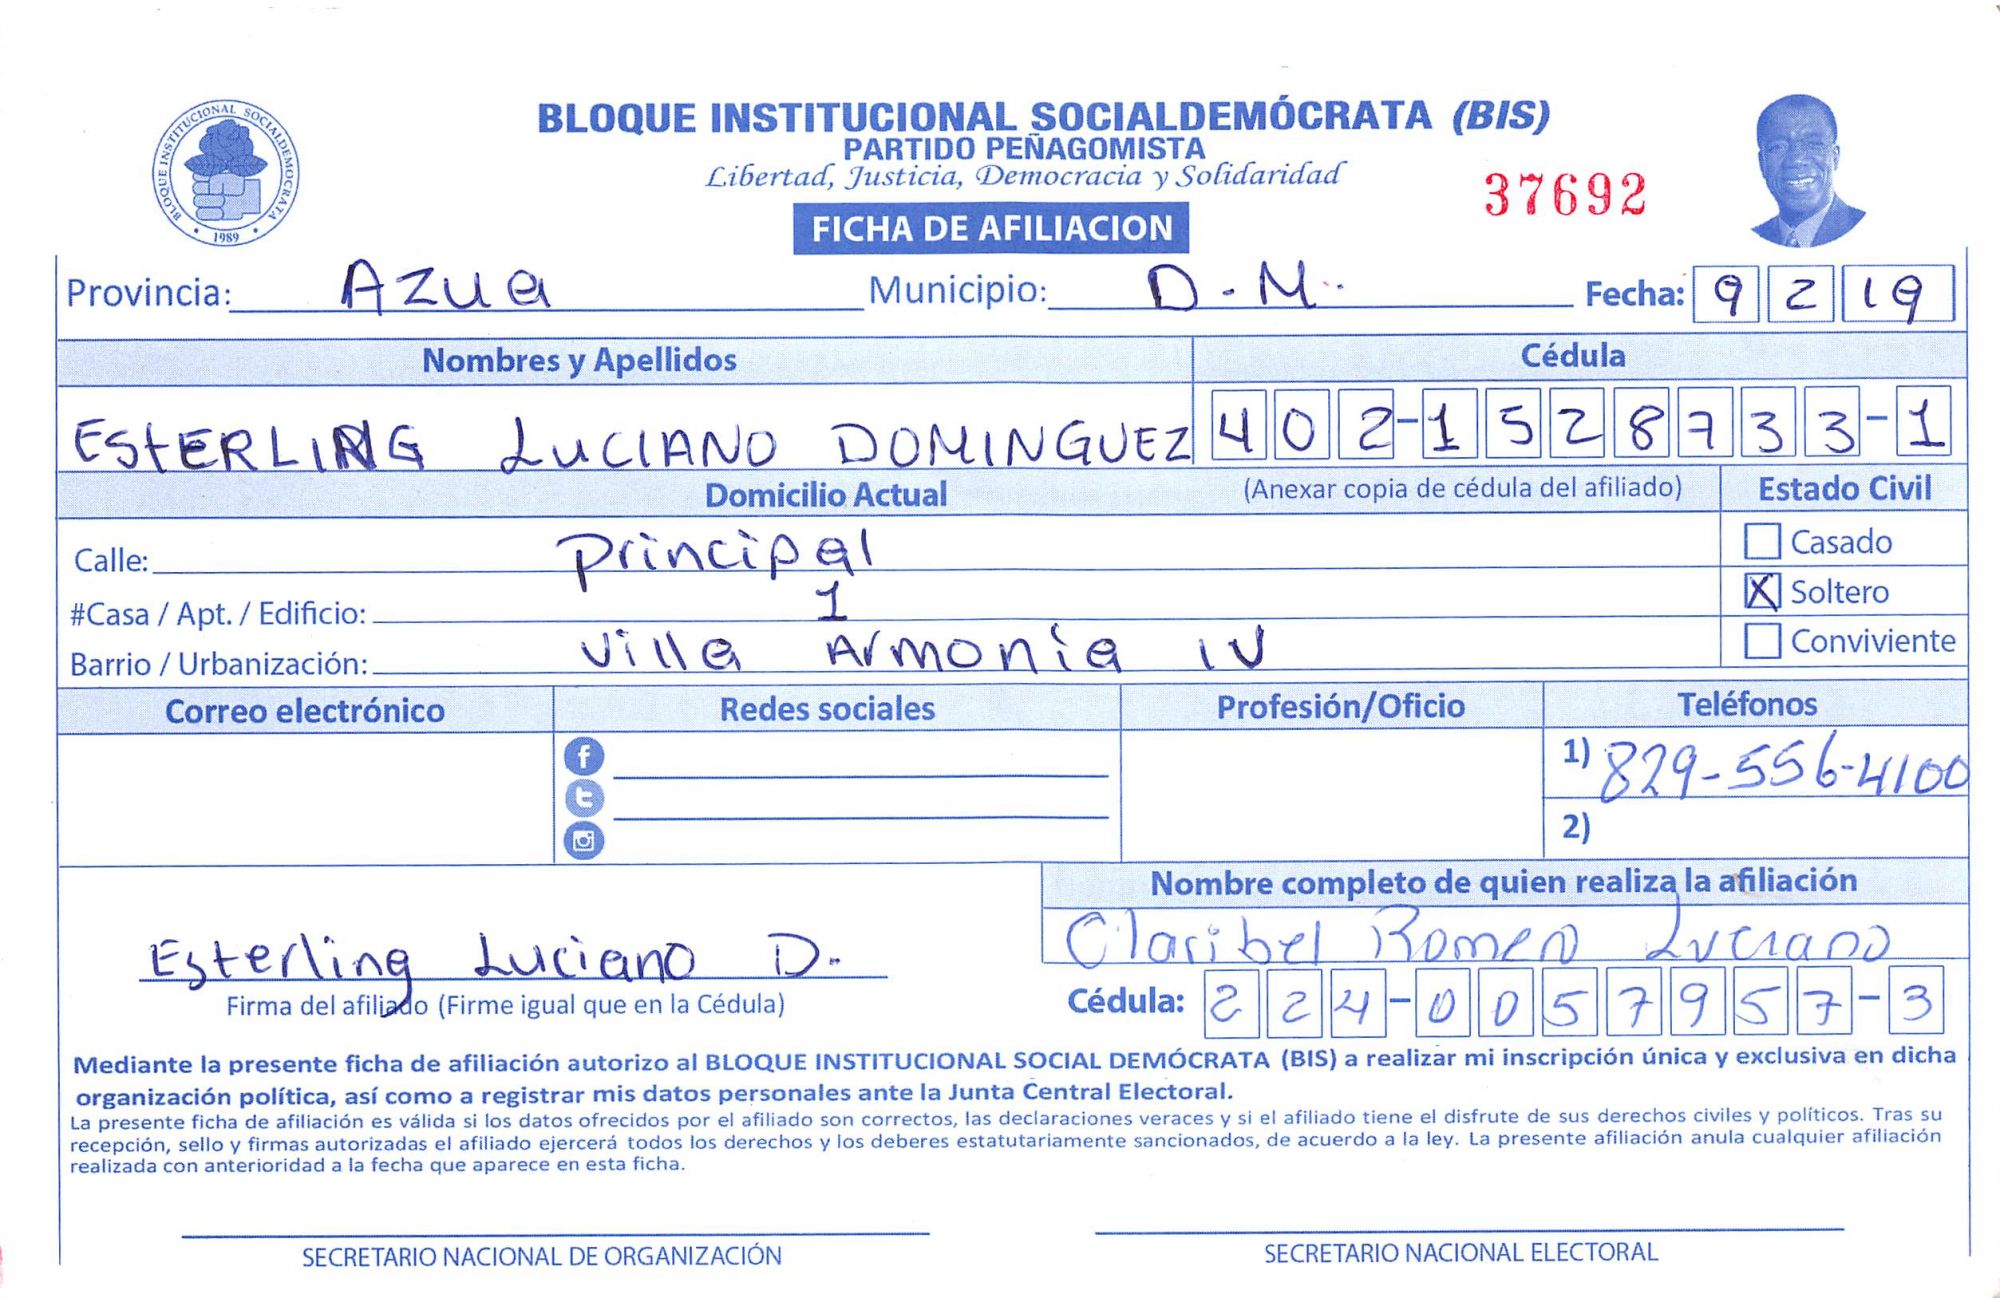 BLOQUE INSTITUCIONAL SOCIALDEMÓCRATA (BIS)
PARTIDO PEÑAGOMISTA
Libertad, Justicia, Democracia y Solidaridad
37692
BLOQUE INSTITUCIONAL SOCIALDEMOCRATA
1989
FICHA DE AFILIACION
Provincia: Azua Municipio: D.M. Fecha: 9 2 19
Nombres y Apellidos Cédula
ESTERLING LUCIANO DOMINGUEZ 402-1528733-1
Domicilio Actual (Anexar copia de cédula del afiliado) Estado Civil
Calle: Principal Casado
#Casa / Apt. / Edificio: 1 X Soltero
Barrio / Urbanización: Villa Armonia IV Conviviente
Correo electrónico Redes sociales Profesión/Oficio Teléfonos
1) 829-556-4100
2)
Nombre completo de quien realiza la afiliación
Claribel Romero Luciano
Esterling Luciano D.
Firma del afiliado (Firme igual que en la Cédula) Cédula: 224-0057957-3
Mediante la presente ficha de afiliación autorizo al BLOQUE INSTITUCIONAL SOCIAL DEMÓCRATA (BIS) a realizar mi inscripción única y exclusiva en dicha
organización política, así como a registrar mis datos personales ante la Junta Central Electoral.
La presente ficha de afiliación es válida si los datos ofrecidos por el afiliado son correctos, las declaraciones veraces y si el afiliado tiene el disfrute de sus derechos civiles y políticos. Tras su
recepción, sello y firmas autorizadas el afiliado ejercerá todos los derechos y los deberes estatutariamente sancionados, de acuerdo a la ley. La presente afiliación anula cualquier afiliación
realizada con anterioridad a la fecha que aparece en esta ficha.
SECRETARIO NACIONAL DE ORGANIZACIÓN SECRETARIO NACIONAL ELECTORAL